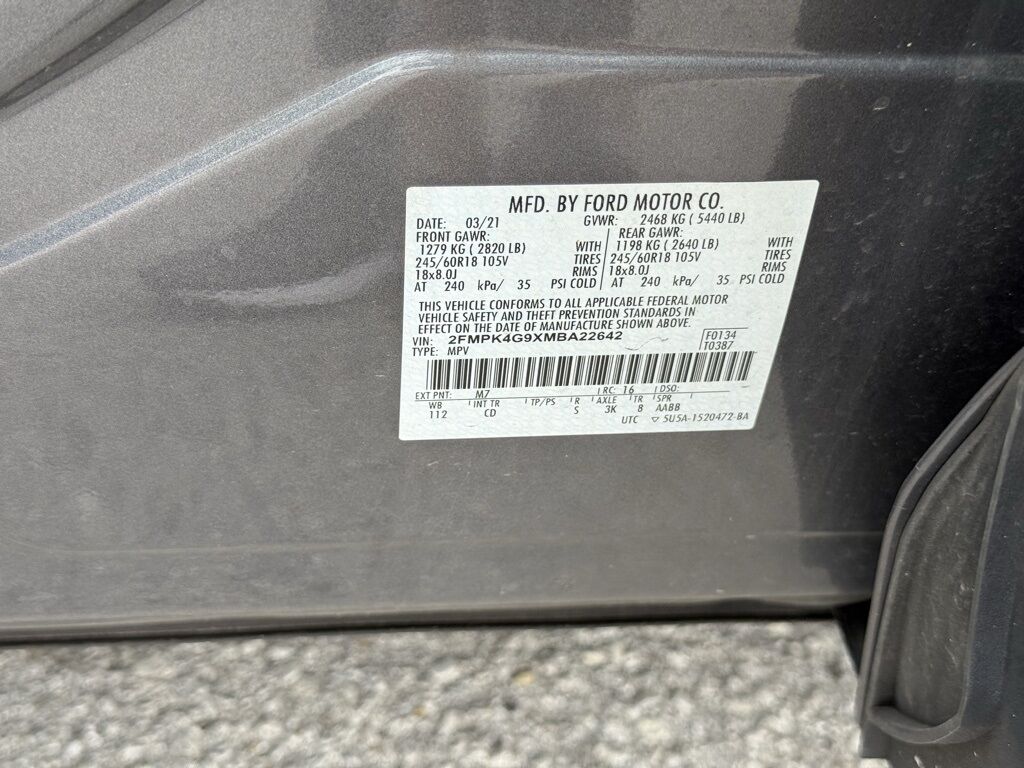 MFD. BY FORD MOTOR CO.
DATE: 03/21 GVWR: 2468 KG ( 5440 LB)
FRONT GAWR: REAR GAWR:
1279 KG ( 2820 LB) WITH 1198 KG ( 2640 LB) WITH
245/60R18 105V TIRES 245/60R18 105V TIRES
18x8.0J RIMS 18x8.0J RIMS
AT 240 kPa/ 35 PSI COLD AT 240 kPa/ 35 PSI COLD
THIS VEHICLE CONFORMS TO ALL APPLICABLE FEDERAL MOTOR
VEHICLE SAFETY AND THEFT PREVENTION STANDARDS IN
EFFECT ON THE DATE OF MANUFACTURE SHOWN ABOVE.
VIN: 2FMPK4G9XMBA22642 F0134
TYPE: MPV T0387
EXT PNT: M7 RC: 16 DSO:
WB INT TR TP/PS R AXLE TR SPR
112 CD S 3K 8 AABB
UTC ▽ 5U5A-1520472-BA